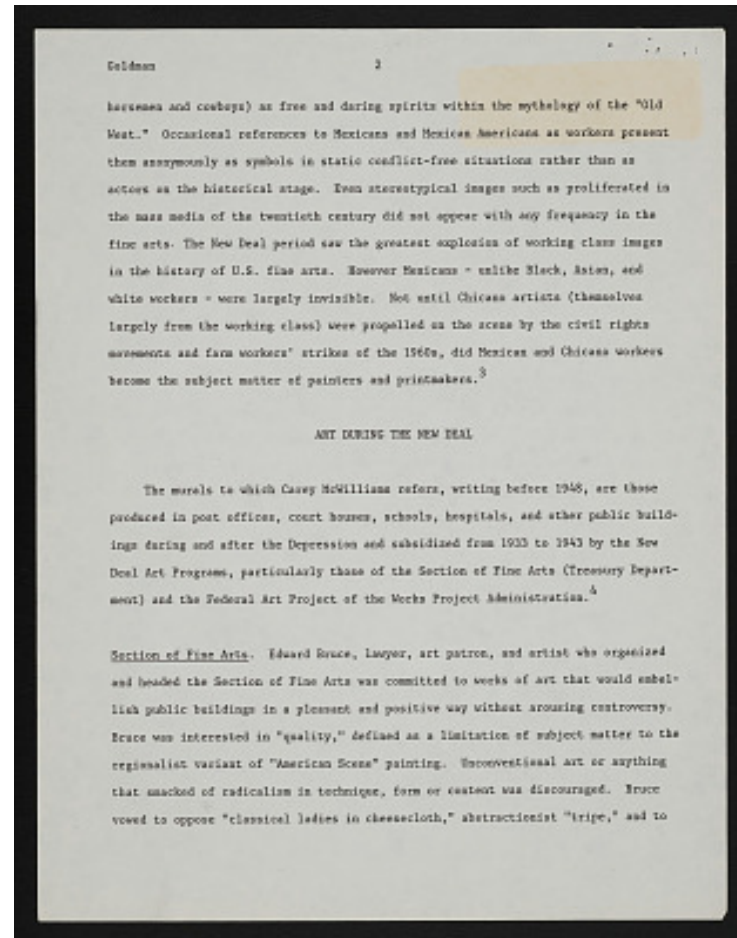 Goldman 2
horsemen and cowboys) as free and daring spirits within the mythology of the "Old
West."  Occasional references to Mexicans and Mexican Americans as workers present
them anonymously as symbols in static conflict-free situations rather than as
actors on the historical stage.  Even stereotypical images such as proliferated in
the mass media of the twentieth century did not appear with any frequency in the
fine arts. The New Deal period saw the greatest explosion of working class images
in the history of U.S. fine arts.  However Mexicans - unlike Black, Asian, and
white workers - were largely invisible.  Not until Chicano artists (themselves
largely from the working class) were propelled on the scene by the civil rights
movements and farm workers' strikes of the 1960s, did Mexican and Chicano workers
become the subject matter of painters and printmakers.3
ART DURING THE NEW DEAL
The murals to which Carey McWilliams refers, writing before 1948, are those
produced in post offices, court houses, schools, hospitals, and other public build-
ings during and after the Depression and subsidized from 1933 to 1943 by the New
Deal Art Programs, particularly those of the Section of Fine Arts (Treasury Depart-
ment) and the Federal Art Project of the Works Project Administration.4
Section of Fine Arts.  Edward Bruce, lawyer, art patron, and artist who organized
and headed the Section of Fine Arts was committed to works of art that would embel-
lish public buildings in a pleasant and positive way without arousing controversy.
Bruce was interested in "quality," defined as a limitation of subject matter to the
regionalist variant of "American Scene" painting.  Unconventional art or anything
that smacked of radicalism in technique, form or content was discouraged.  Bruce
vowed to oppose "classical ladies in cheesecloth," abstractionist "tripe," and to